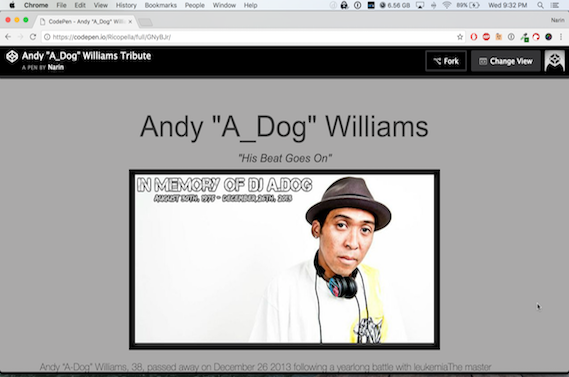 Chrome File Edit View History Bookmarks People Window Help 6.56 GB 89% Wed 9:32 PM
CodePen - Andy "A_Dog" Wil
Narin
https://codepen.io/Ricopella/full/GNyBJr/
Andy "A_Dog" Williams Tribute
A PEN BY Narin
Fork
Change View
Andy "A_Dog" Williams
"His Beat Goes On"
IN MEMORY OF DJ A.DOG
AUGUST 30TH, 1975 - DECEMBER,26TH, 2013
Andy "A-Dog" Williams, 38, passed away on December 26 2013 following a yearlong battle with leukerniaThe master